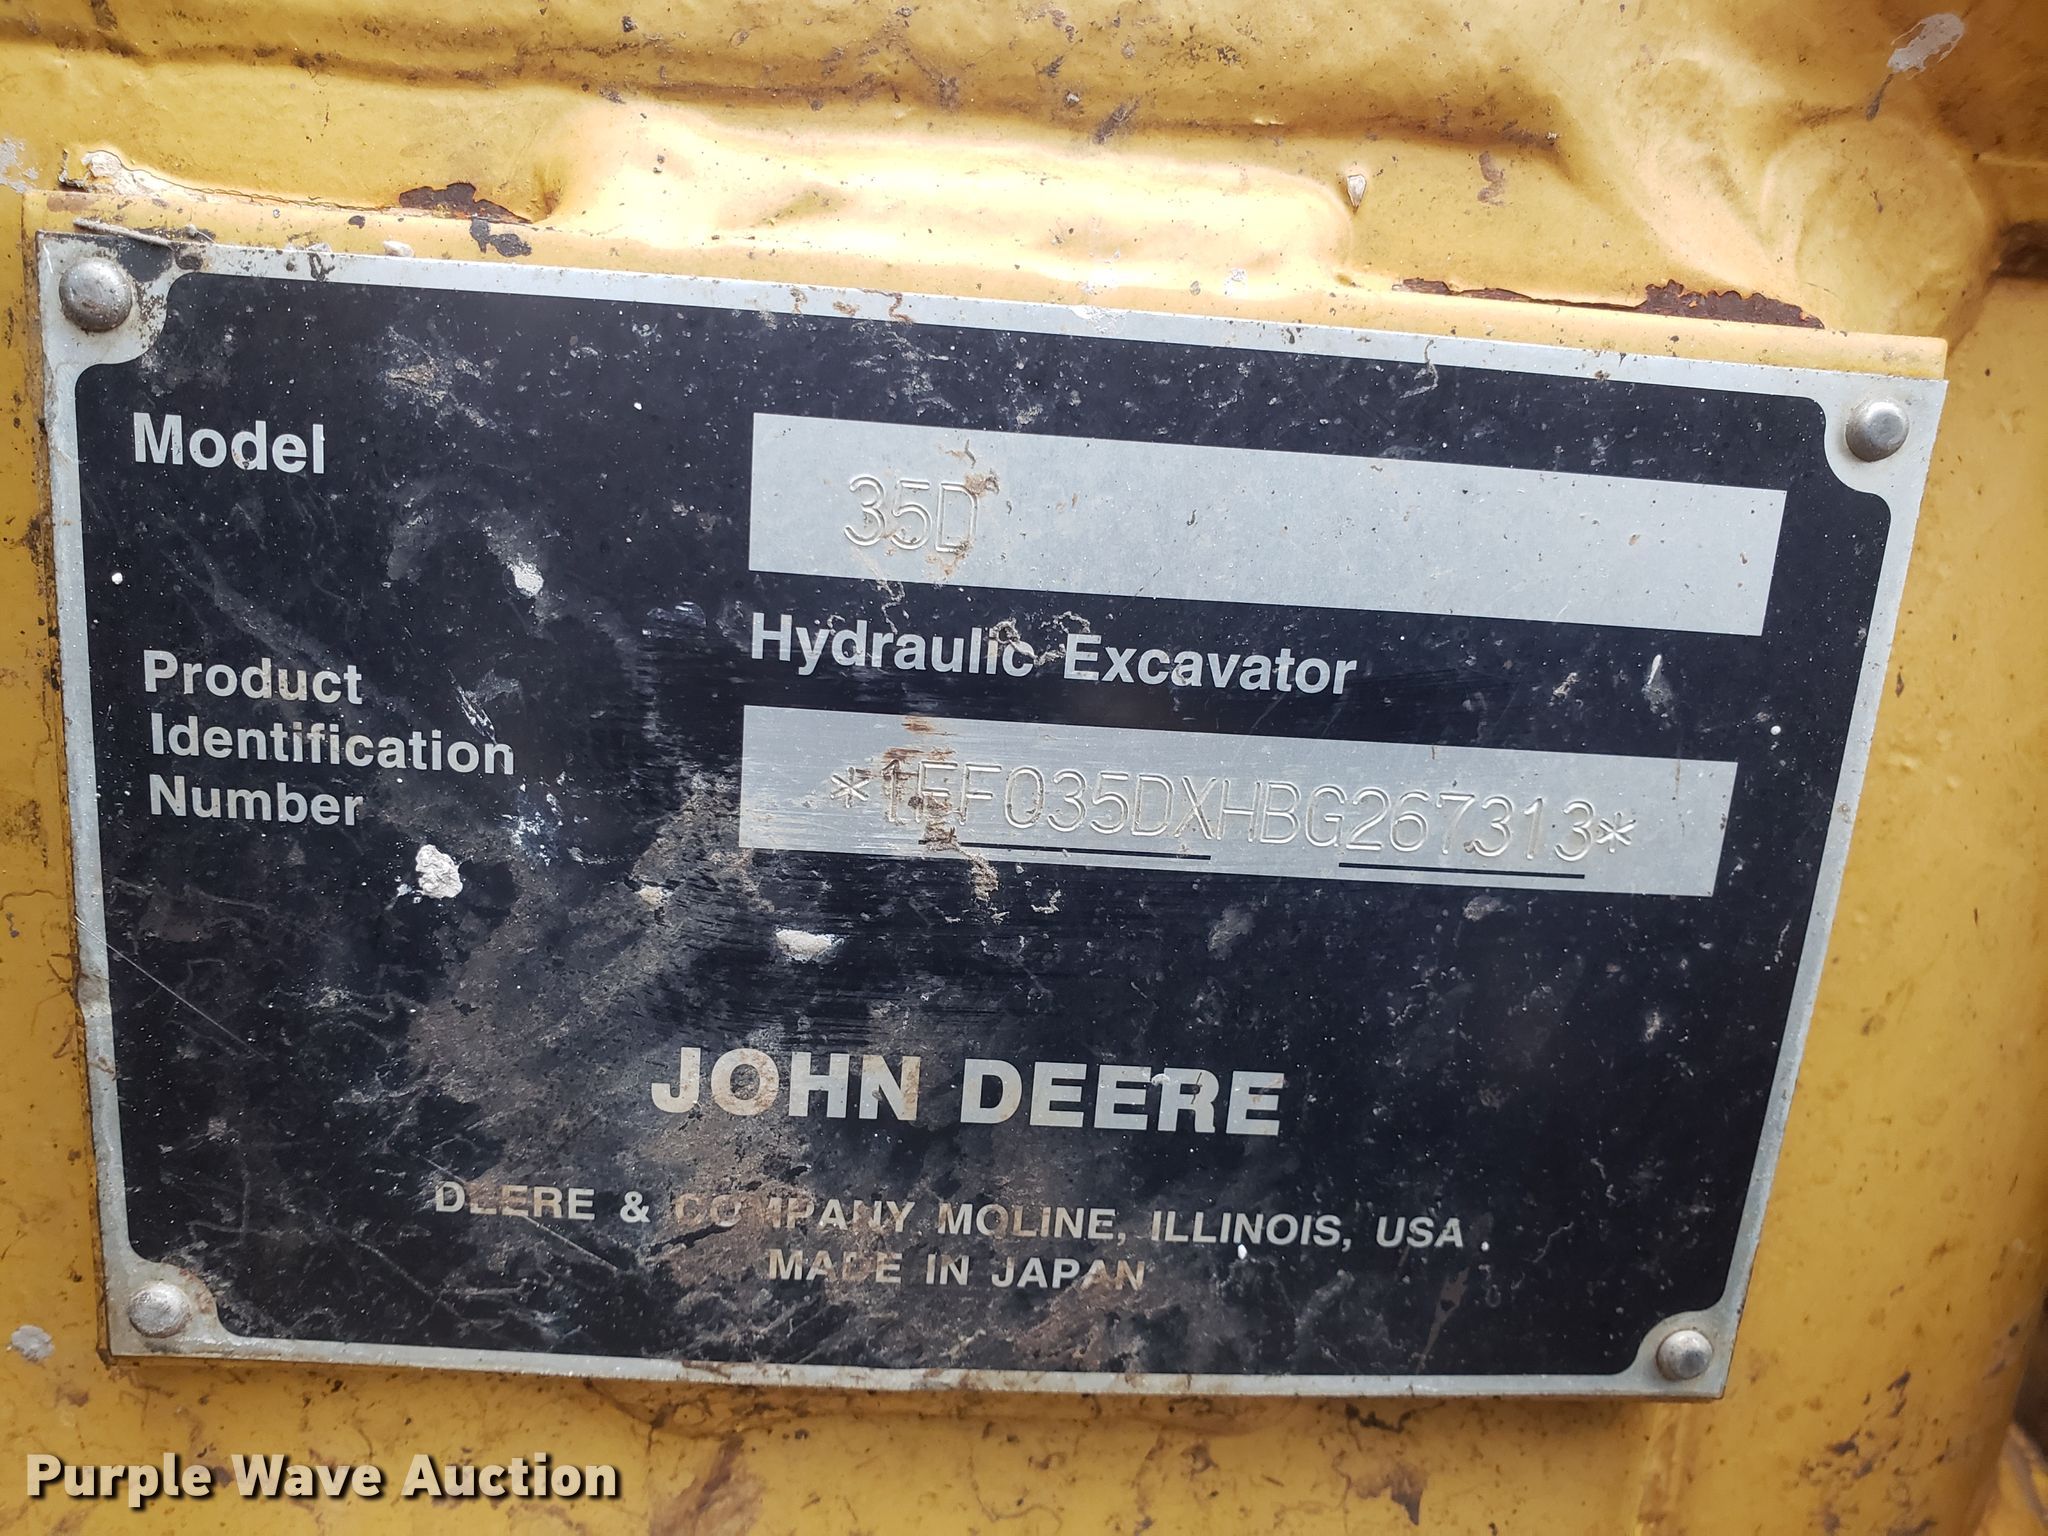 Model
35D
Hydraulic Excavator
Product
Identification
Number
*1FF035DXHBG267313*
JOHN DEERE
DEERE & COMPANY MOLINE, ILLINOIS, USA
MADE IN JAPAN
Purple Wave Auction